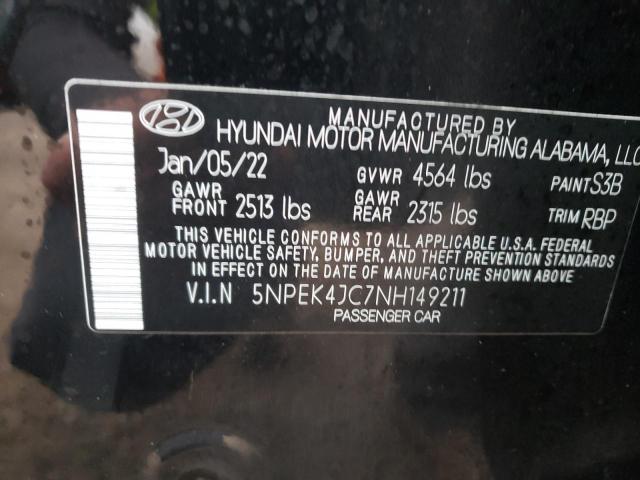 MANUFACTURED BY
HYUNDAI MOTOR MANUFACTURING ALABAMA, LLC
Jan/05/22 GVWR 4564 lbs PAINT S3B
GAWR FRONT 2513 lbs GAWR REAR 2315 lbs TRIM RBP
THIS VEHICLE CONFORMS TO ALL APPLICABLE U.S.A. FEDERAL
MOTOR VEHICLE SAFETY, BUMPER, AND THEFT PREVENTION STANDARDS
IN EFFECT ON THE DATE OF MANUFACTURE SHOWN ABOVE.
V.I.N 5NPEK4JC7NH149211
PASSENGER CAR